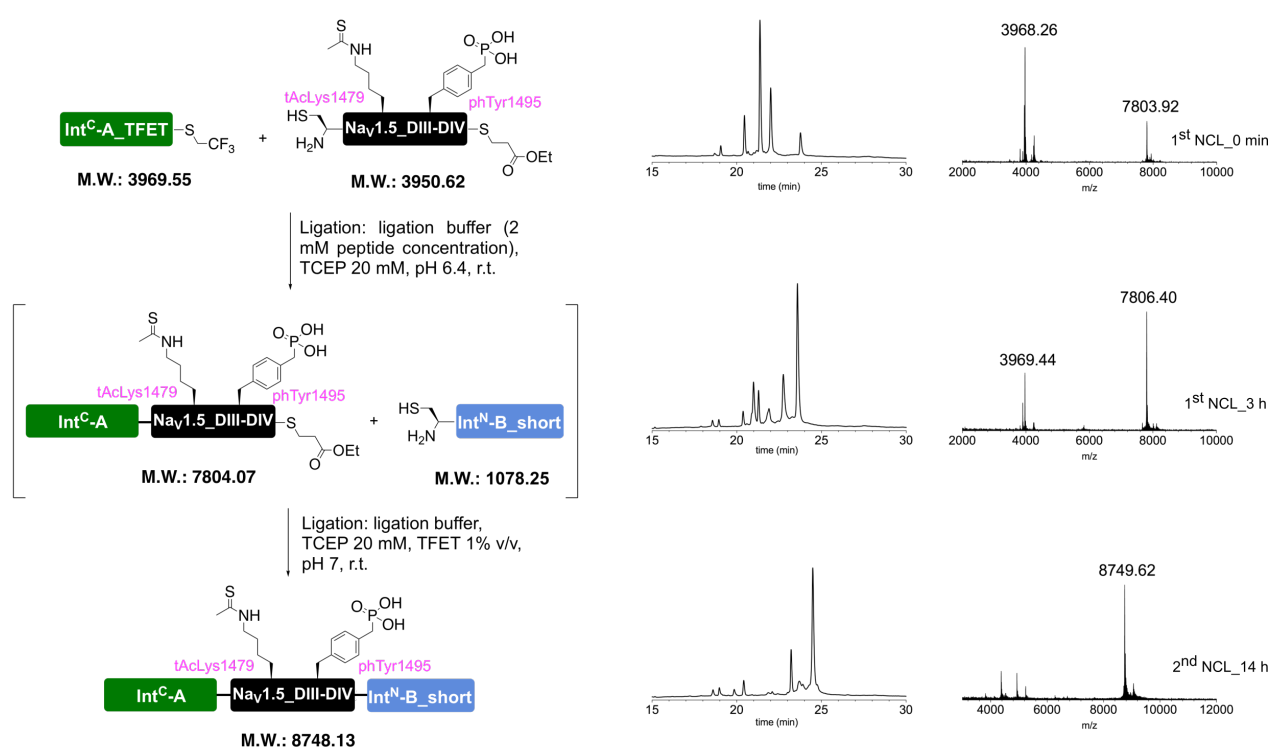 S
NH
O
OH
P
OH
tAcLys1479
phTyr1495
HS
H2N
Int^C-A_TFET
S
CF3
+
NaV1.5_DIII-DIV
S
O
OEt
M.W.: 3969.55
M.W.: 3950.62
Ligation: ligation buffer (2
mM peptide concentration),
TCEP 20 mM, pH 6.4, r.t.
S
NH
O
OH
P
OH
tAcLys1479
phTyr1495
Int^C-A
NaV1.5_DIII-DIV
S
O
OEt
+
HS
H2N
Int^N-B_short
M.W.: 7804.07
M.W.: 1078.25
Ligation: ligation buffer,
TCEP 20 mM, TFET 1% v/v,
pH 7, r.t.
S
NH
O
OH
P
OH
tAcLys1479
phTyr1495
Int^C-A
NaV1.5_DIII-DIV
Int^N-B_short
M.W.: 8748.13
15 20 25 30
time (min)
3968.26
7803.92
1st NCL_0 min
2000 4000 6000 8000 10000
m/z
15 20 25 30
time (min)
7806.40
3969.44
1st NCL_3 h
2000 4000 6000 8000 10000
m/z
15 20 25 30
time (min)
8749.62
2nd NCL_14 h
4000 6000 8000 10000 12000
m/z